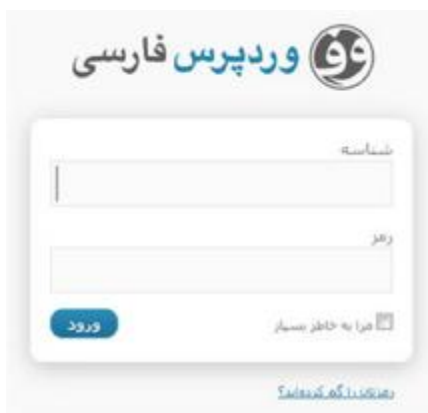 وردپرس فارسی
شناسه
رمز
مرا به خاطر بسپار
ورود
رمزتان را گم کرده‌اید؟